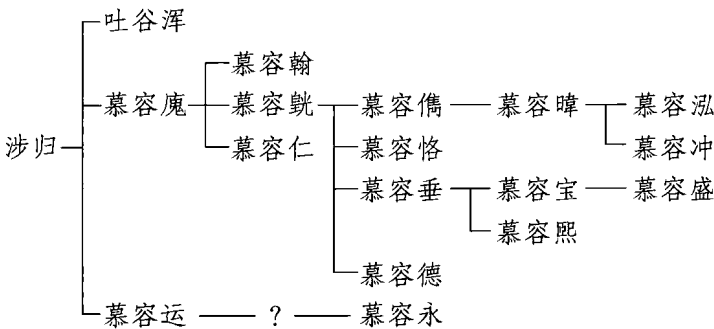 吐谷浑
慕容翰
慕容廆 慕容皝 慕容儁 慕容暐 慕容泓
涉归 慕容仁 慕容恪 慕容冲
慕容垂 慕容宝 慕容盛
慕容熙
慕容德
慕容运 ? 慕容永